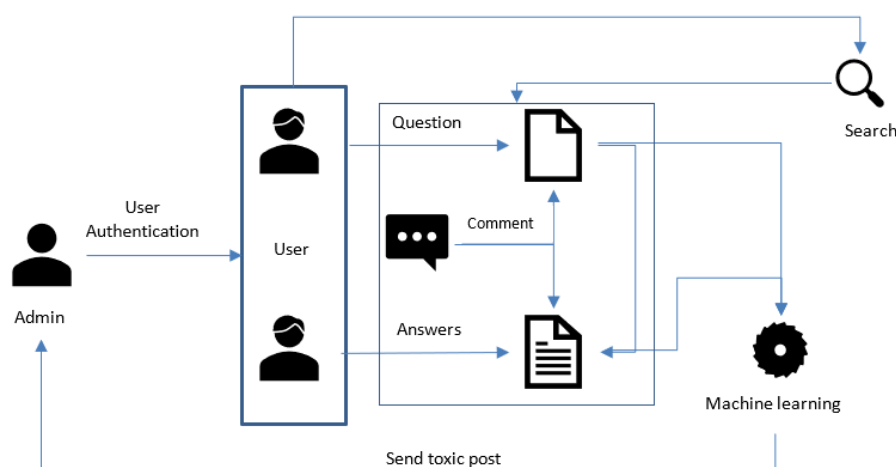 Search
Question
User
Authentication
Comment
User
Admin
Answers
Machine learning
Send toxic post